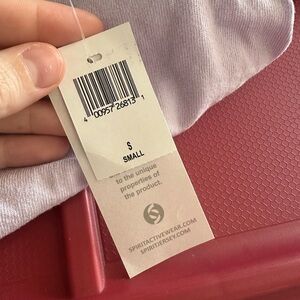 4 00957 26813 1
S
SMALL
to the unique
properties of
the product.
SPIRITACTIVEWEAR.COM
SPIRITJERSEY.COM